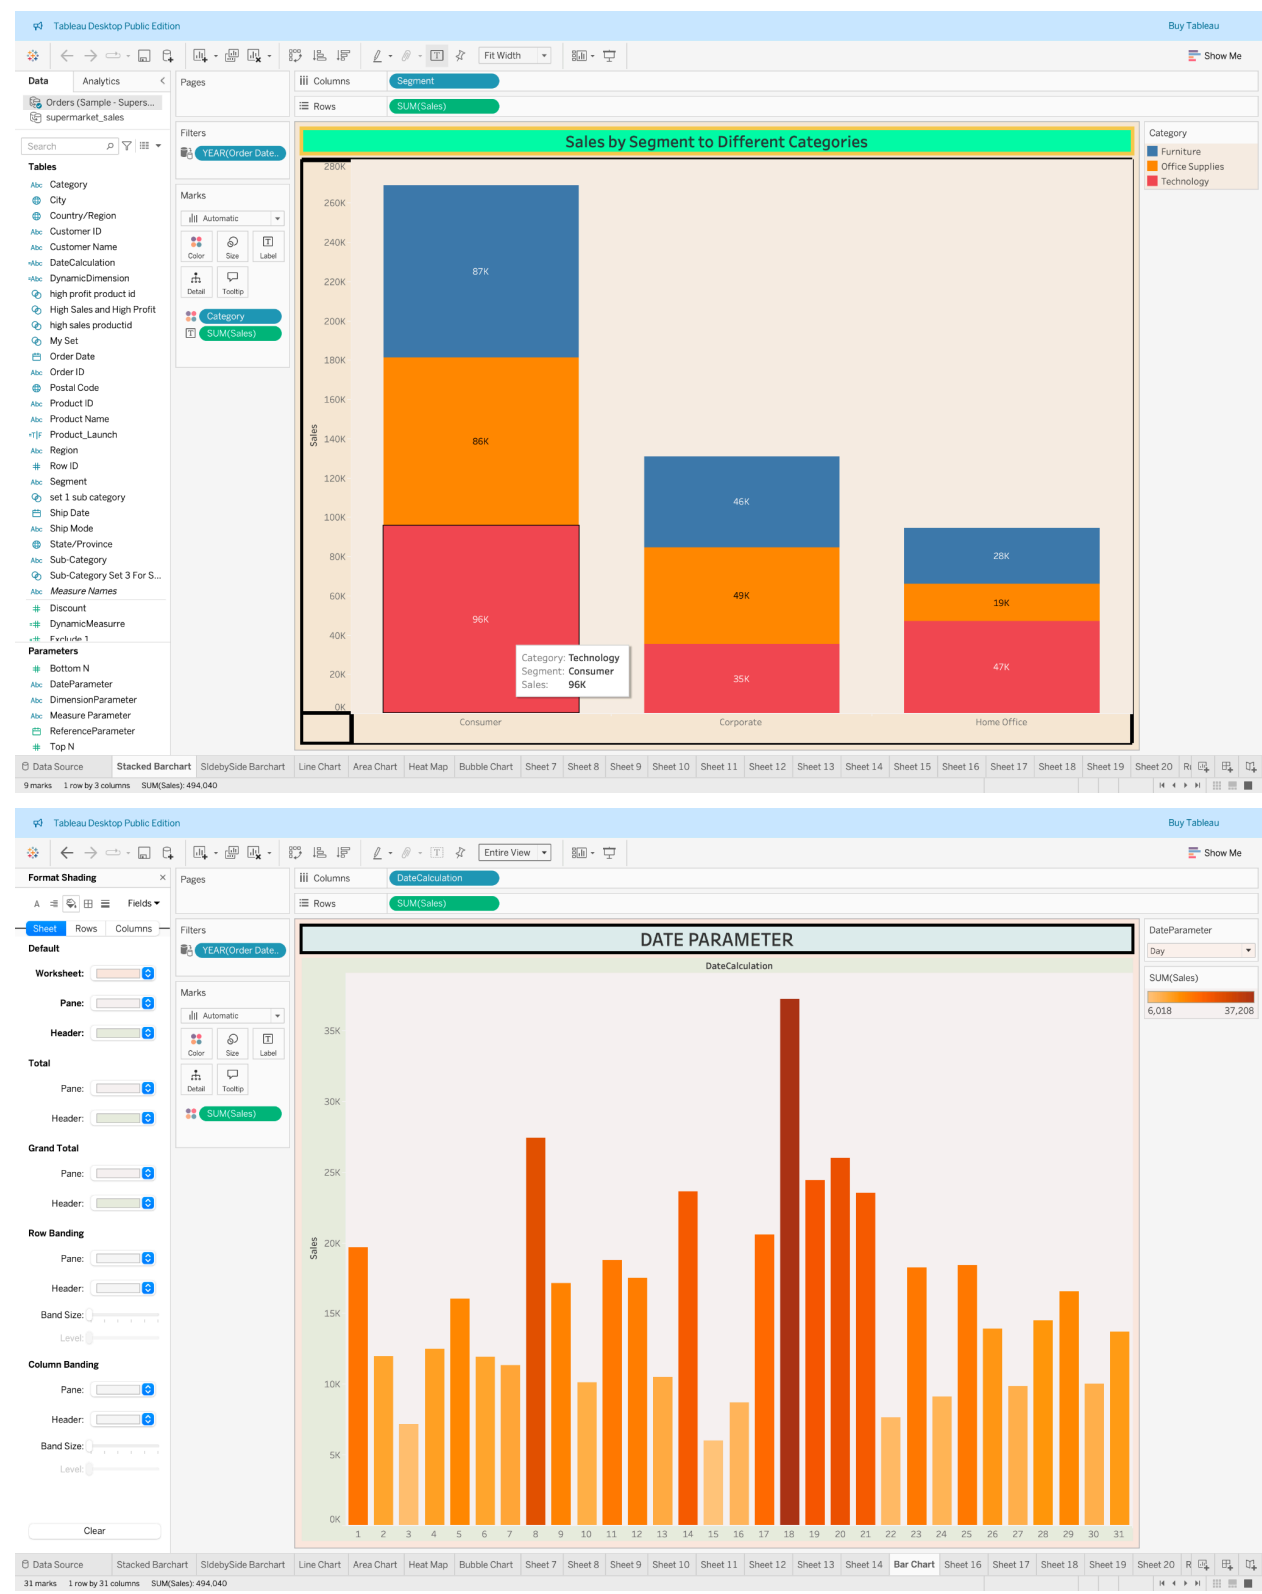 Tableau Desktop Public Edition
Buy Tableau
Fit Width
Show Me
Data
Analytics
Orders (Sample - Supers...
supermarket_sales
Search
Tables
Abc Category
City
Country/Region
Abc Customer ID
Abc Customer Name
=Abc DateCalculation
=Abc DynamicDimension
high profit product id
High Sales and High Profit
high sales productid
My Set
Order Date
Abc Order ID
Postal Code
Abc Product ID
Abc Product Name
=T|F Product_Launch
Abc Region
# Row ID
Abc Segment
set 1 sub category
Ship Date
Abc Ship Mode
State/Province
Abc Sub-Category
Sub-Category Set 3 For S...
Abc Measure Names
# Discount
=# DynamicMeasurre
=# Exclude 1
Parameters
# Bottom N
Abc DateParameter
Abc DimensionParameter
Abc Measure Parameter
ReferenceParameter
# Top N
Pages
Filters
YEAR(Order Date..
Marks
Automatic
Color
Size
Label
Detail
Tooltip
Category
SUM(Sales)
Columns
Segment
Rows
SUM(Sales)
Sales by Segment to Different Categories
280K
260K
240K
220K
200K
180K
160K
140K
120K
100K
80K
60K
40K
20K
0K
Sales
87K
86K
96K
46K
49K
35K
28K
19K
47K
Category: Technology
Segment: Consumer
Sales: 96K
Consumer
Corporate
Home Office
Category
Furniture
Office Supplies
Technology
Data Source
Stacked Barchart
SIdebySide Barchart
Line Chart
Area Chart
Heat Map
Bubble Chart
Sheet 7
Sheet 8
Sheet 9
Sheet 10
Sheet 11
Sheet 12
Sheet 13
Sheet 14
Sheet 15
Sheet 16
Sheet 17
Sheet 18
Sheet 19
Sheet 20
9 marks
1 row by 3 columns
SUM(Sales): 494,040
Tableau Desktop Public Edition
Buy Tableau
Entire View
Show Me
Format Shading
Fields
Sheet
Rows
Columns
Default
Worksheet:
Pane:
Header:
Total
Pane:
Header:
Grand Total
Pane:
Header:
Row Banding
Pane:
Header:
Band Size:
Level:
Column Banding
Pane:
Header:
Band Size:
Level:
Clear
Pages
Filters
YEAR(Order Date..
Marks
Automatic
Color
Size
Label
Detail
Tooltip
SUM(Sales)
Columns
DateCalculation
Rows
SUM(Sales)
DATE PARAMETER
DateCalculation
35K
30K
25K
20K
15K
10K
5K
0K
Sales
1 2 3 4 5 6 7 8 9 10 11 12 13 14 15 16 17 18 19 20 21 22 23 24 25 26 27 28 29 30 31
DateParameter
Day
SUM(Sales)
6,018
37,208
Data Source
Stacked Barchart
SIdebySide Barchart
Line Chart
Area Chart
Heat Map
Bubble Chart
Sheet 7
Sheet 8
Sheet 9
Sheet 10
Sheet 11
Sheet 12
Sheet 13
Sheet 14
Bar Chart
Sheet 16
Sheet 17
Sheet 18
Sheet 19
Sheet 20
31 marks
1 row by 31 columns
SUM(Sales): 494,040